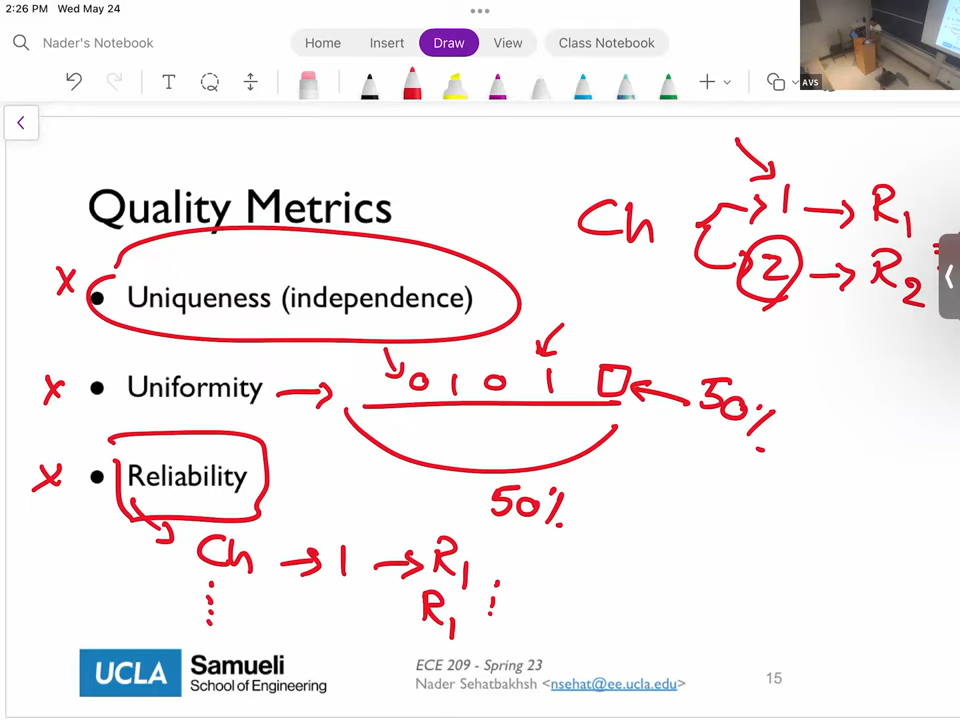 2:26 PM Wed May 24
Nader's Notebook
Home Insert Draw View Class Notebook
T
AVS
Quality Metrics
Ch → 1 → R1
2 → R2
x • Uniqueness (independence)
x • Uniformity → 0 1 0 1 50%
50%
x • Reliability
Ch → 1 → R1
R1
UCLA Samueli
School of Engineering
ECE 209 - Spring 23
Nader Sehatbakhsh <nsehat@ee.ucla.edu>
15